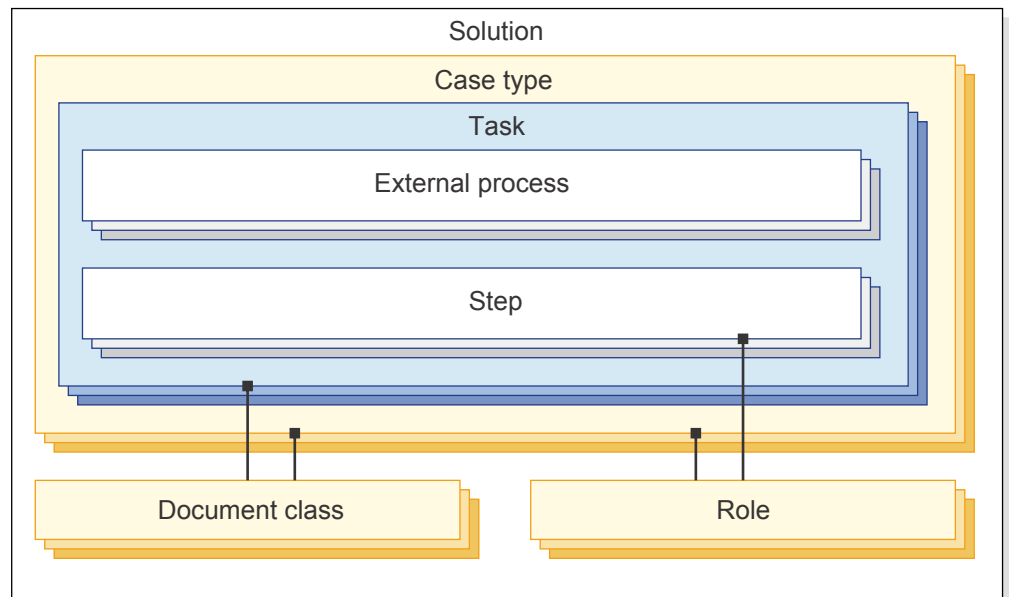 Solution
Case type
Task
External process
Step
Document class
Role